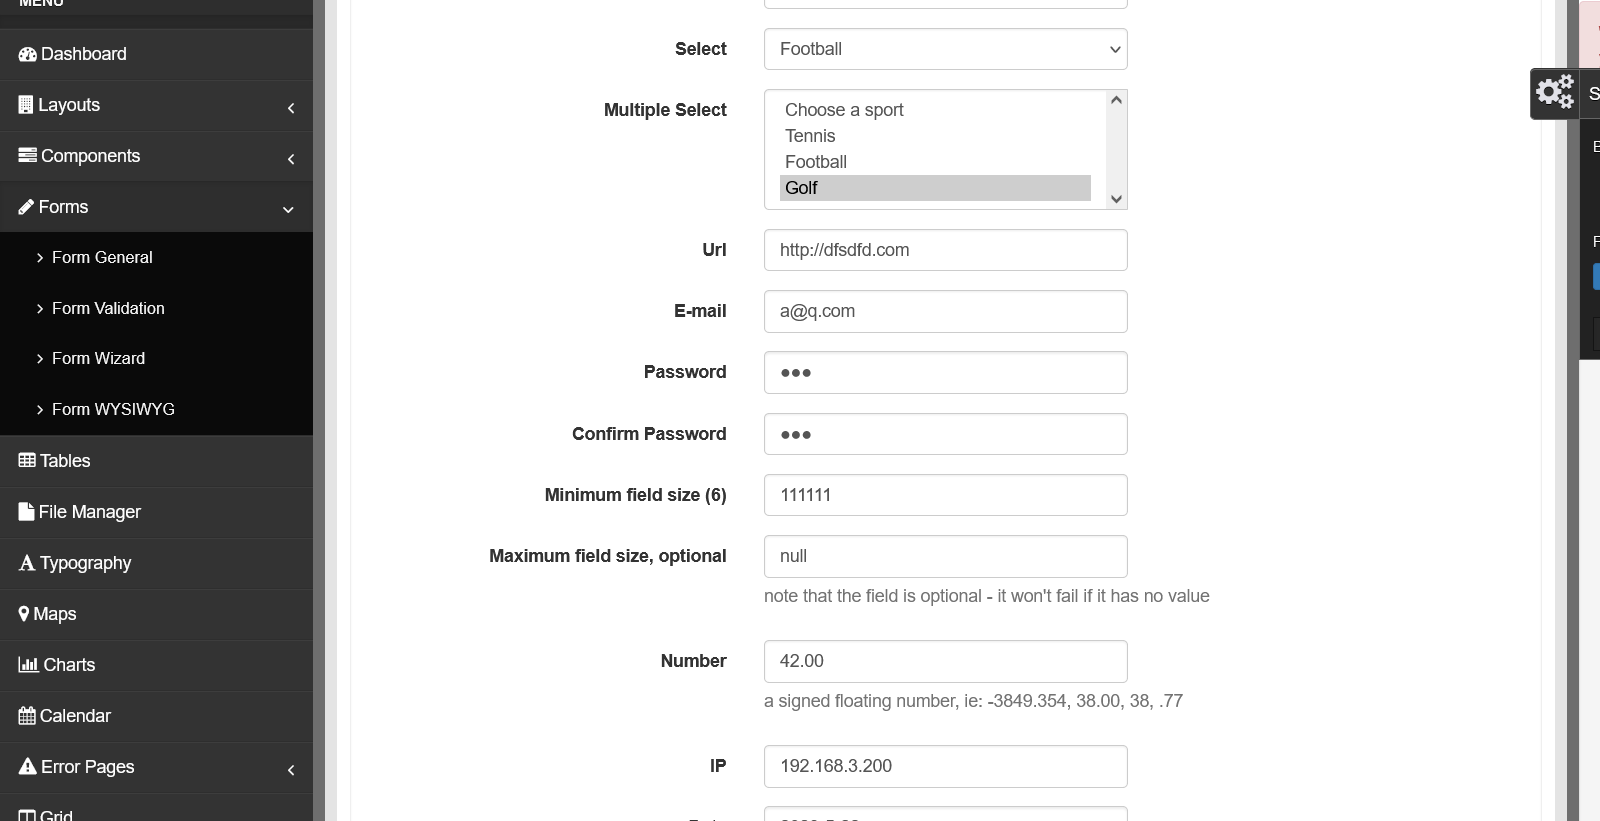 MENU
Dashboard
Layouts
Components
Forms
Form General
Form Validation
Form Wizard
Form WYSIWYG
Tables
File Manager
Typography
Maps
Charts
Calendar
Error Pages
Grid
Select
Football
Multiple Select
Choose a sport
Tennis
Football
Golf
Url
http://dfsdfd.com
E-mail
a@q.com
Password
●●●
Confirm Password
●●●
Minimum field size (6)
111111
Maximum field size, optional
null
note that the field is optional - it won't fail if it has no value
Number
42.00
a signed floating number, ie: -3849.354, 38.00, 38, .77
IP
192.168.3.200